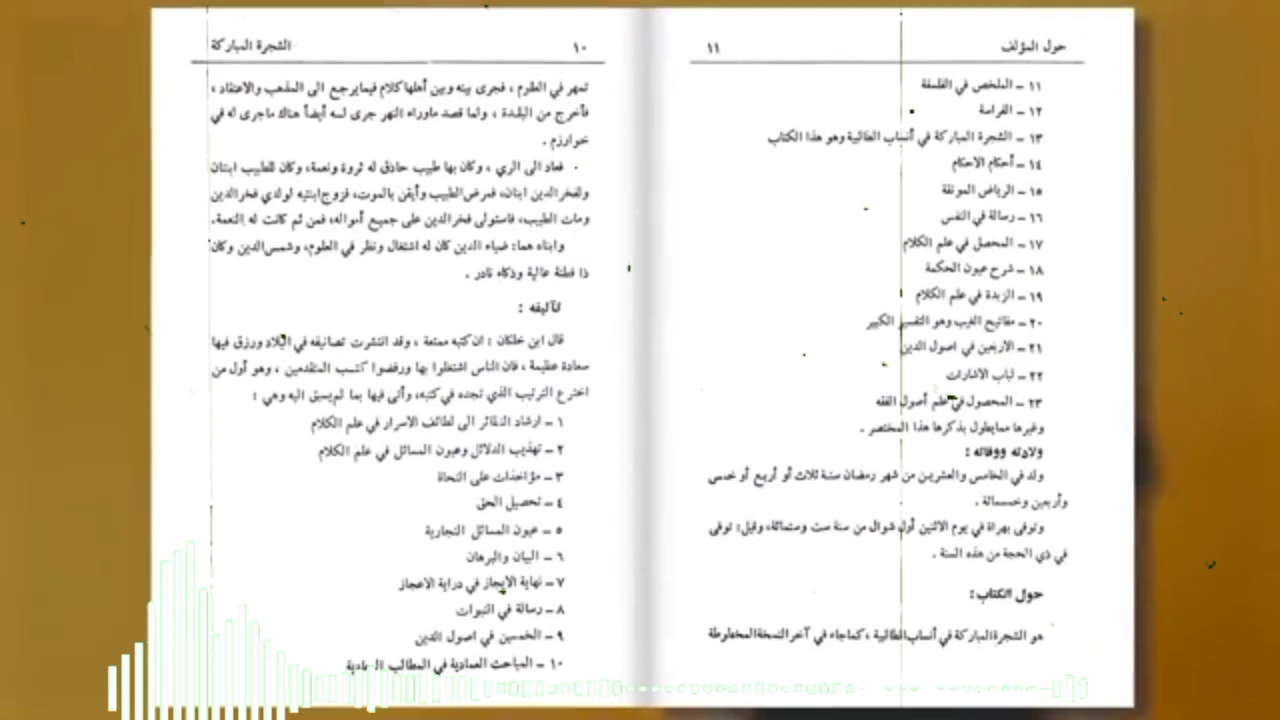 ١٠ الشجرة المباركة
تمهر في العلوم ، فجرى بينه وبين أهلها كلام فيما يرجع الى المذهب والاعتقاد ،
فأخرج من البلدة ، ولما قصد ماوراء النهر جرى لسه أيضاً هناك ماجرى له في
خوارزم .
فعاد الى الري ، وكان بها طبيب حاذق له ثروة ونعمة، وكان للطبيب ابنتان
ولفخر الدين ابنان، فمرض الطبيب وأيقن بالموت، فزوج ابنتيه لولدي فخرالدين
ومات الطبيب، فاستولى فخرالدين على جميع أمواله، فمن ثم كانت له النعمة.
وابناه هما: ضياء الدين كان له اشتغال ونظر في العلوم، وشمس الدين وكان
ذا فطنة عالية وذكاء نادر .
تآليفه :
قال ابن خلكان : ان كتبه ممتعة ، وقد انتشرت تصانيفه في البلاد ورزق فيها
سعادة عظيمة ، فان الناس اشتغلوا بها ورفضوا كتب المتقدمين ، وهو أول من
اخترع الترتيب الذي تجده في كتبه، وأتى فيها بما لم يسبق اليه وهي :
١ ـ ارشاد النظائر الى لطائف الاسرار في علم الكلام
٢ ـ تهذيب الدلائل وعيون المسائل في علم الكلام
٣ ـ مؤاخذات على النحاة
٤ ـ تحصيل الحق
٥ ـ عيون المسائل النجارية
٦ ـ البيان والبرهان
٧ ـ نهاية الايجاز في دراية الاعجاز
٨ ـ رسالة في النبوات
٩ ـ الخمسين في اصول الدين
١٠ ـ المباحث العمادية في المطالب المعادية
حول المؤلف ١١
١١ ـ الملخص في الفلسفة
١٢ ـ الفراسة
١٣ ـ الشجرة المباركة في أنساب الطالبية وهو هذا الكتاب
١٤ ـ أحكام الاحكام
١٥ ـ الرياض المونقة
١٦ ـ رسالة في النفس
١٧ ـ المحصل في علم الكلام
١٨ ـ شرح عيون الحكمة
١٩ ـ الزبدة في علم الكلام
٢٠ ـ مفاتيح الغيب وهو التفسير الكبير
٢١ ـ الاربعين في اصول الدين
٢٢ ـ لباب الاشارات
٢٣ ـ المحصول في علم أصول الفقه
وغيرها مما يطول بذكرها هذا المختصر .
ولادته ووفاته :
ولد في الخامس والعشرين من شهر رمضان سنة ثلاث أو أربع أو خمس
وأربعين وخمسمائة .
وتوفى بهراة في يوم الاثنين أول شوال من سنة ست وستمائة، وقيل: توفى
في ذي الحجة من هذه السنة .
حول الكتاب :
هو الشجرة المباركة في أنساب الطالبية ، كما جاء في آخر النسخة المخطوطة